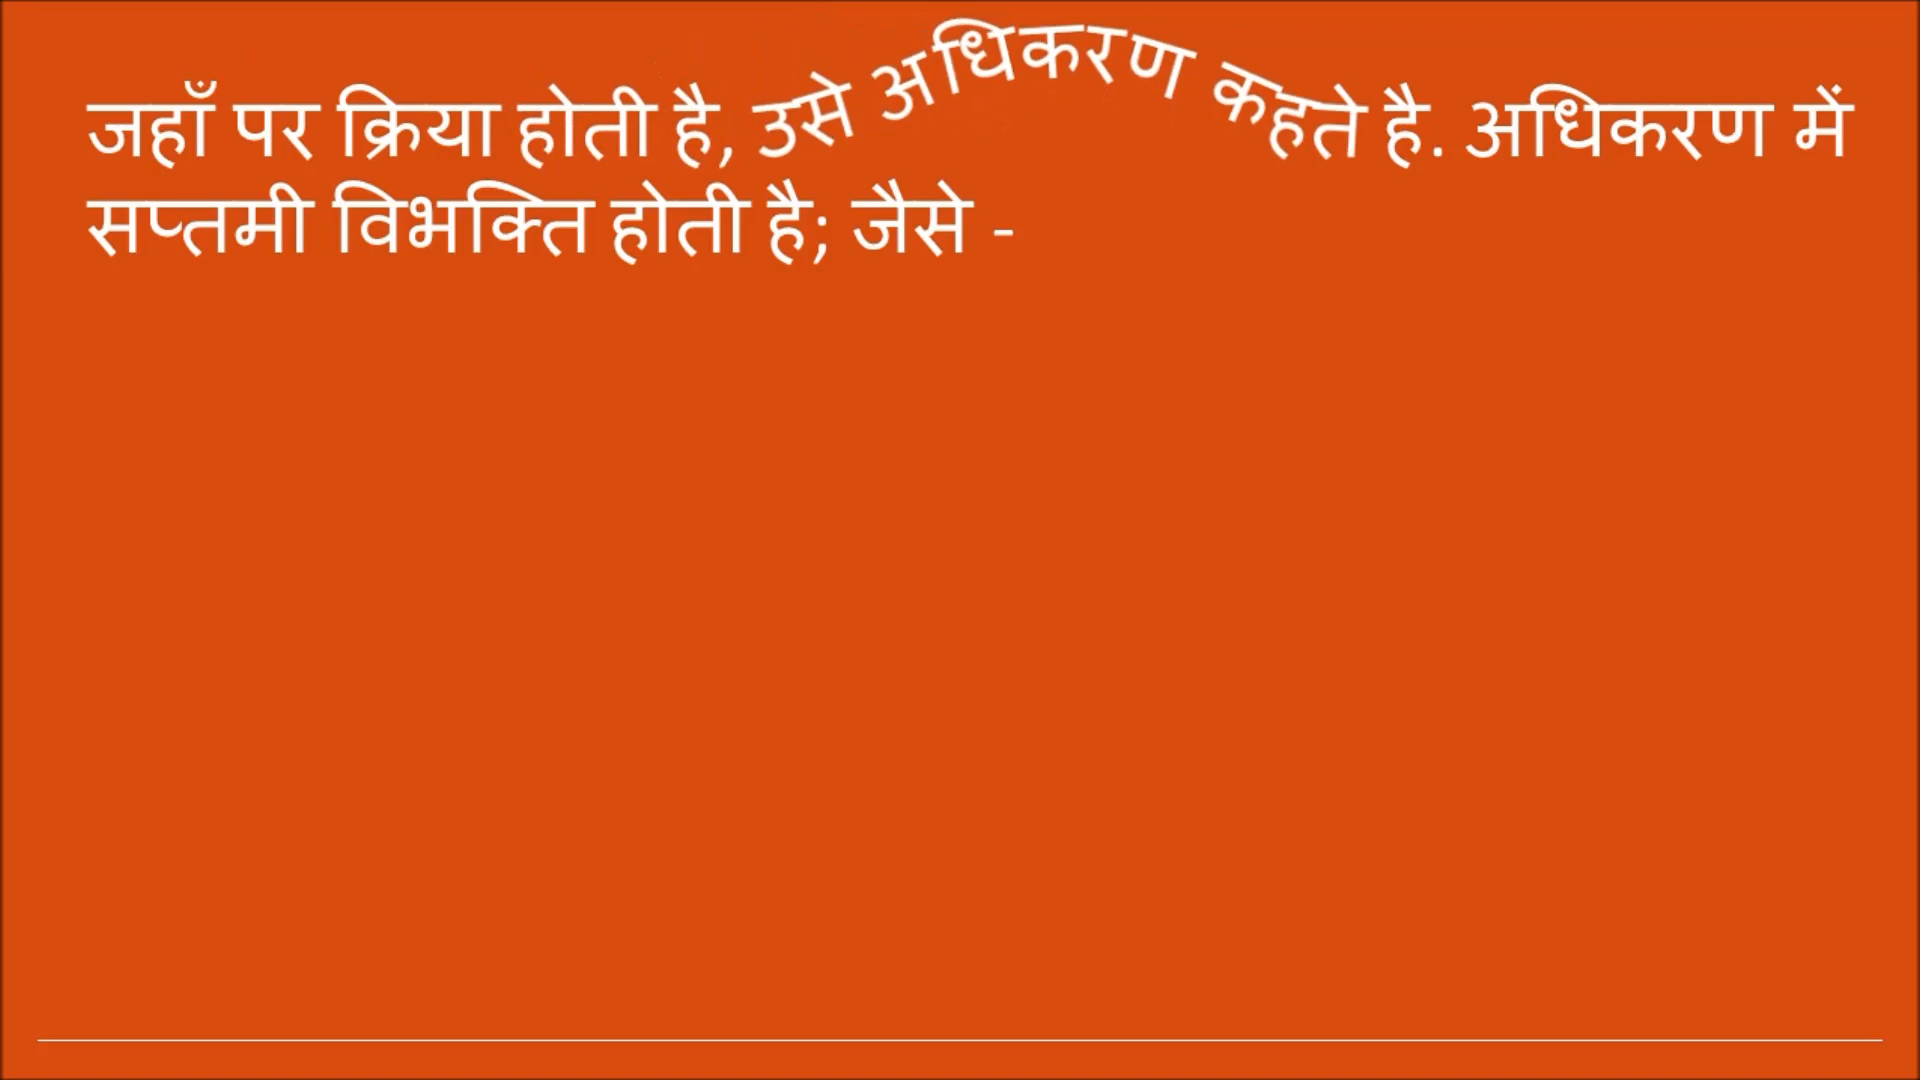 जहाँ पर क्रिया होती है, उसे अधिकरण कहते है. अधिकरण में
सप्तमी विभक्ति होती है; जैसे -